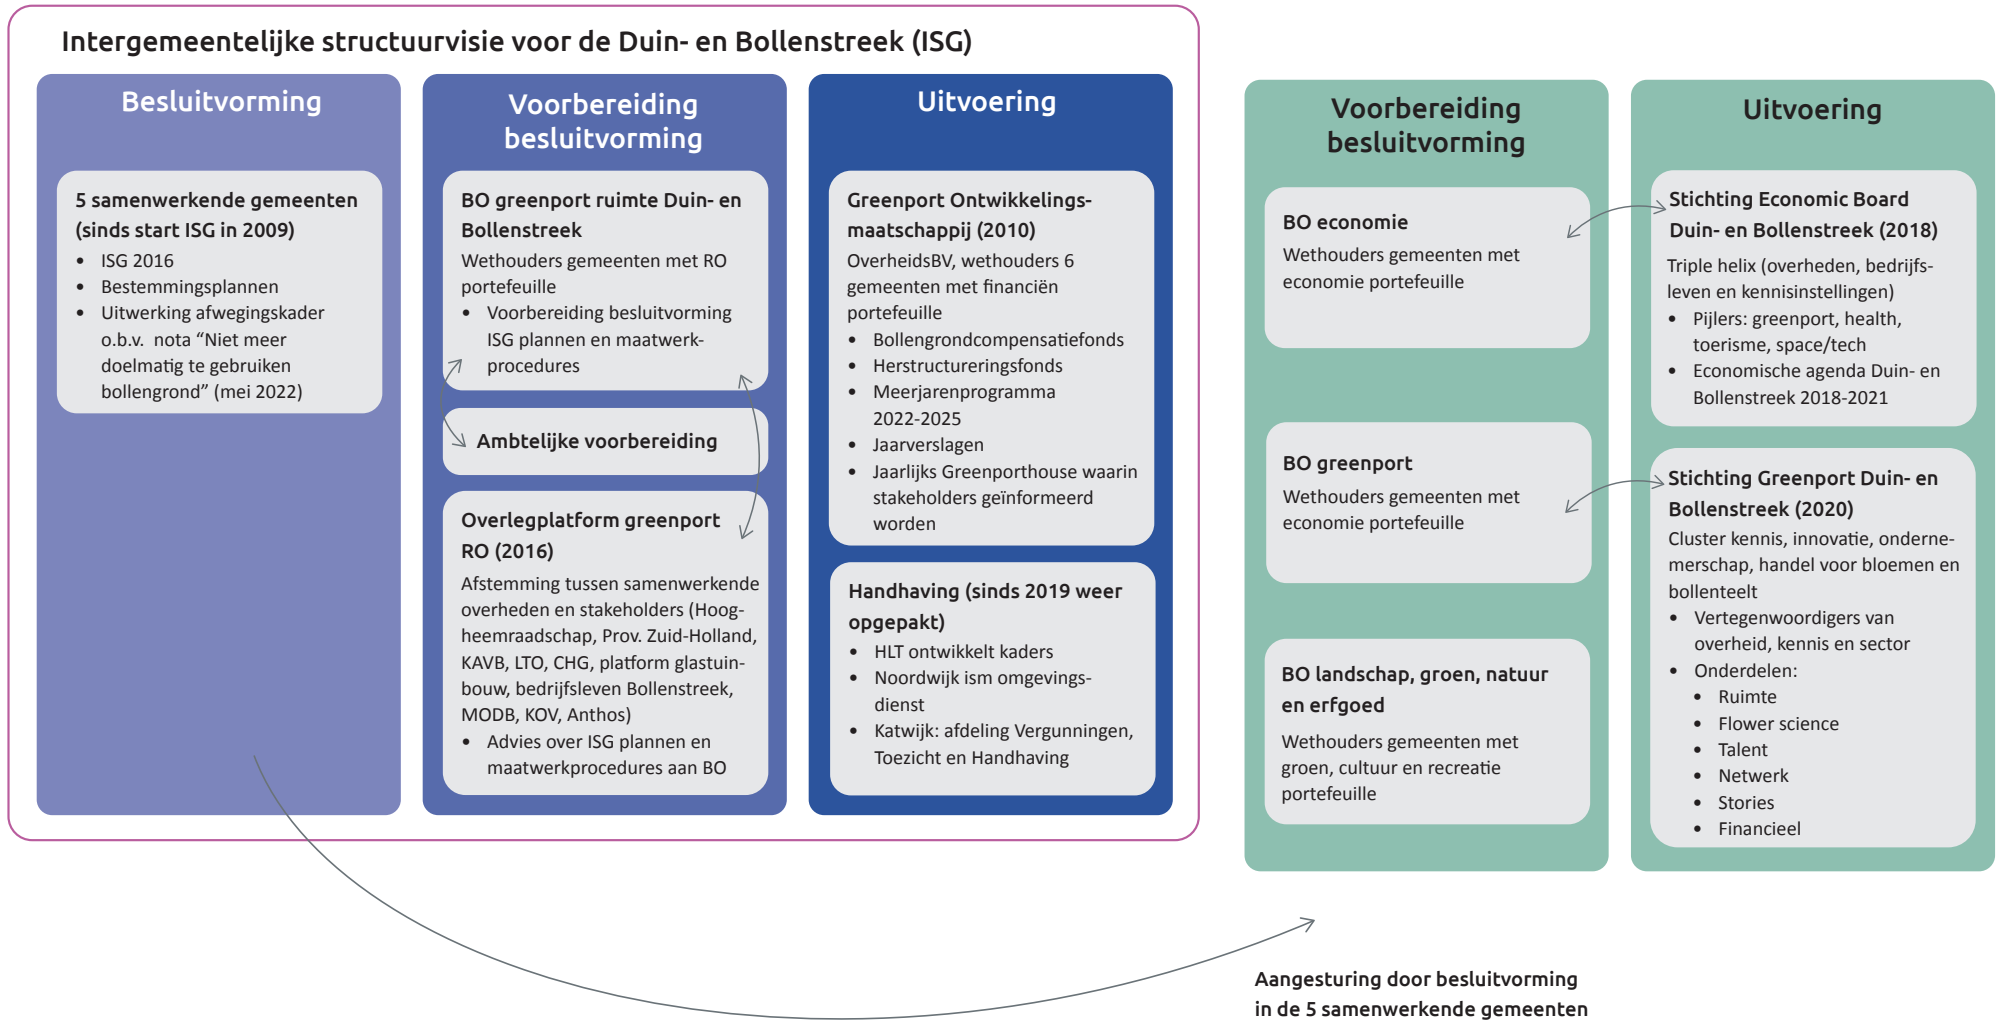 Intergemeentelijke structuurvisie voor de Duin- en Bollenstreek (ISG)
Besluitvorming
5 samenwerkende gemeenten
(sinds start ISG in 2009)
• ISG 2016
• Bestemmingsplannen
• Uitwerking afwegingskader
o.b.v. nota “Niet meer
doelmatig te gebruiken
bollengrond” (mei 2022)
Voorbereiding
besluitvorming
BO greenport ruimte Duin- en
Bollenstreek
Wethouders gemeenten met RO
portefeuille
• Voorbereiding besluitvorming
ISG plannen en maatwerk-
procedures
Ambtelijke voorbereiding
Overlegplatform greenport
RO (2016)
Afstemming tussen samenwerkende
overheden en stakeholders (Hoog-
heemraadschap, Prov. Zuid-Holland,
KAVB, LTO, CHG, platform glastuin-
bouw, bedrijfsleven Bollenstreek,
MODB, KOV, Anthos)
• Advies over ISG plannen en
maatwerkprocedures aan BO
Uitvoering
Greenport Ontwikkelings-
maatschappij (2010)
OverheidsBV, wethouders 6
gemeenten met financiën
portefeuille
• Bollengrondcompensatiefonds
• Herstructureringsfonds
• Meerjarenprogramma
2022-2025
• Jaarverslagen
• Jaarlijks Greenporthouse waarin
stakeholders geïnformeerd
worden
Handhaving (sinds 2019 weer
opgepakt)
• HLT ontwikkelt kaders
• Noordwijk ism omgevings-
dienst
• Katwijk: afdeling Vergunningen,
Toezicht en Handhaving
Voorbereiding
besluitvorming
BO economie
Wethouders gemeenten met
economie portefeuille
BO greenport
Wethouders gemeenten met
economie portefeuille
BO landschap, groen, natuur
en erfgoed
Wethouders gemeenten met
groen, cultuur en recreatie
portefeuille
Uitvoering
Stichting Economic Board
Duin- en Bollenstreek (2018)
Triple helix (overheden, bedrijfs-
leven en kennisinstellingen)
• Pijlers: greenport, health,
toerisme, space/tech
• Economische agenda Duin- en
Bollenstreek 2018-2021
Stichting Greenport Duin- en
Bollenstreek (2020)
Cluster kennis, innovatie, onderne-
merschap, handel voor bloemen en
bollenteelt
• Vertegenwoordigers van
overheid, kennis en sector
• Onderdelen:
• Ruimte
• Flower science
• Talent
• Netwerk
• Stories
• Financieel
Aangesturing door besluitvorming
in de 5 samenwerkende gemeenten